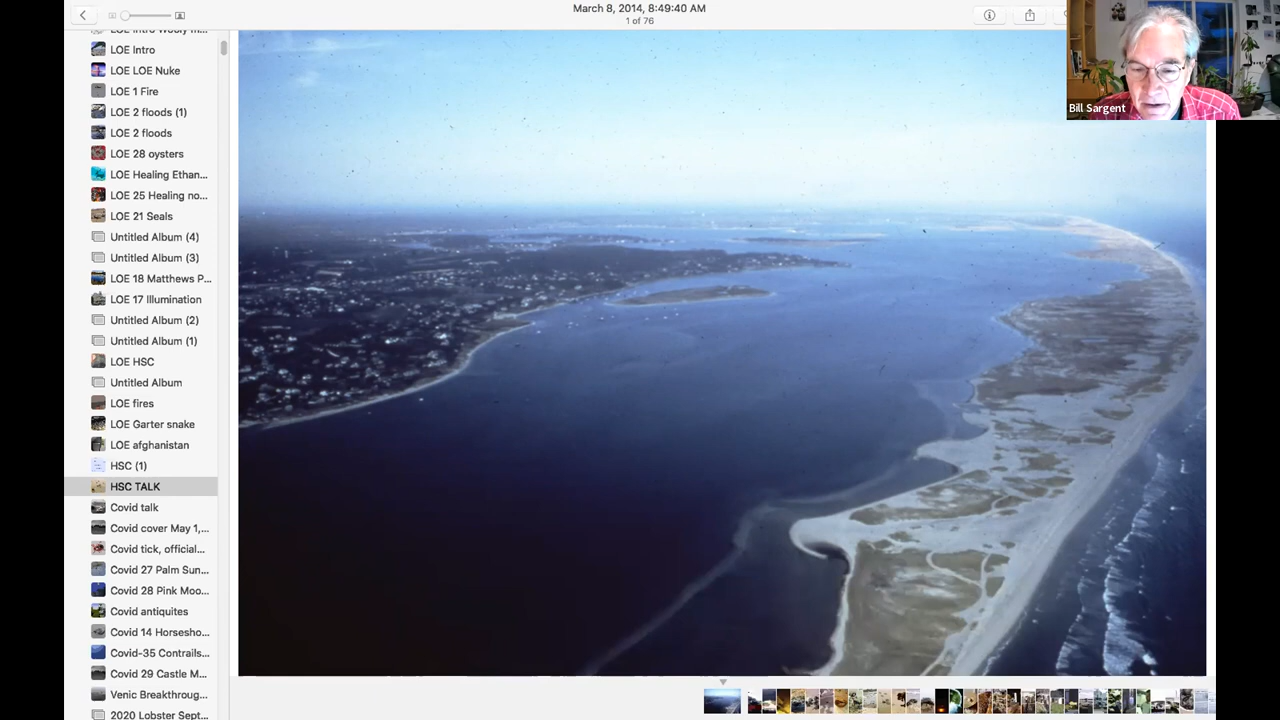 March 8, 2014, 8:49:40 AM
1 of 76
Bill Sargent
LOE Intro Wooly m...
LOE Intro
LOE LOE Nuke
LOE 1 Fire
LOE 2 floods (1)
LOE 2 floods
LOE 28 oysters
LOE Healing Ethan...
LOE 25 Healing no...
LOE 21 Seals
Untitled Album (4)
Untitled Album (3)
LOE 18 Matthews P...
LOE 17 Illumination
Untitled Album (2)
Untitled Album (1)
LOE HSC
Untitled Album
LOE fires
LOE Garter snake
LOE afghanistan
HSC (1)
HSC TALK
Covid talk
Covid cover May 1,...
Covid tick, official...
Covid 27 Palm Sun...
Covid 28 Pink Moo...
Covid antiquites
Covid 14 Horsesho...
Covid-35 Contrails...
Covid 29 Castle M...
Venic Breakthroug...
2020 Lobster Sept...